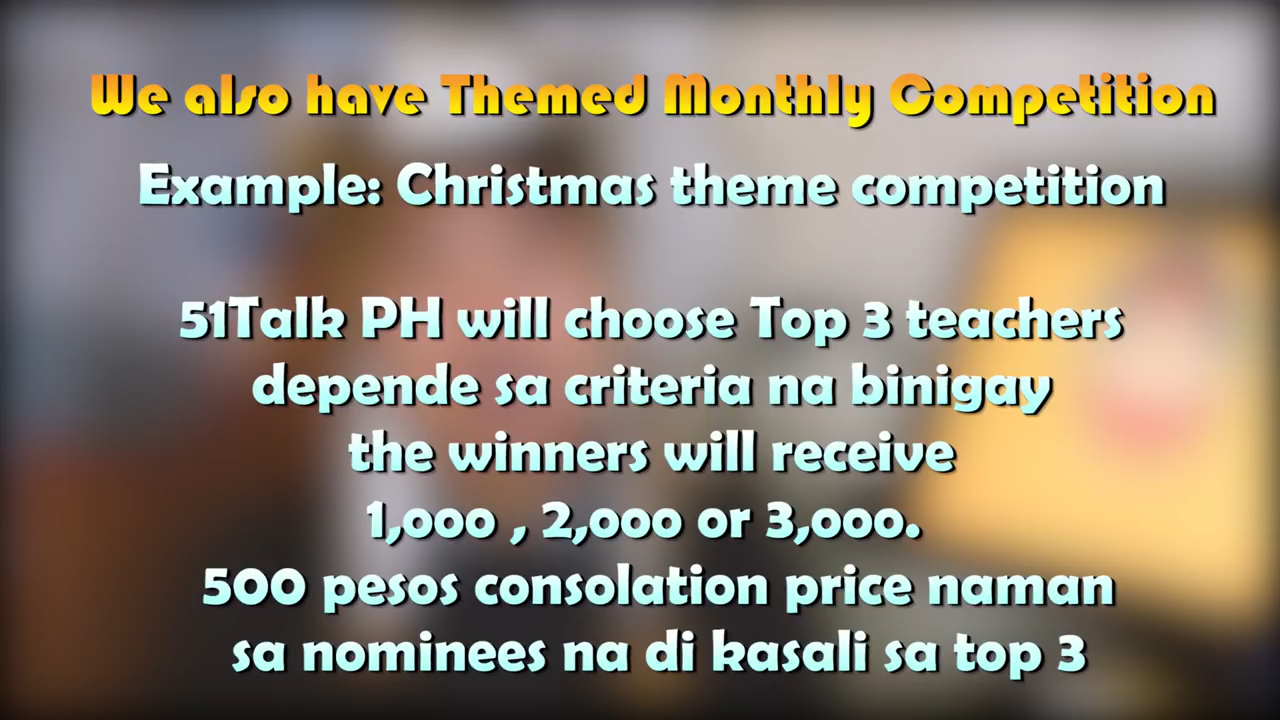 We also have Themed Monthly Competition
Example: Christmas theme competition
51Talk PH will choose Top 3 teachers
depende sa criteria na binigay
the winners will receive
1,000 , 2,000 or 3,000.
500 pesos consolation price naman
sa nominees na di kasali sa top 3